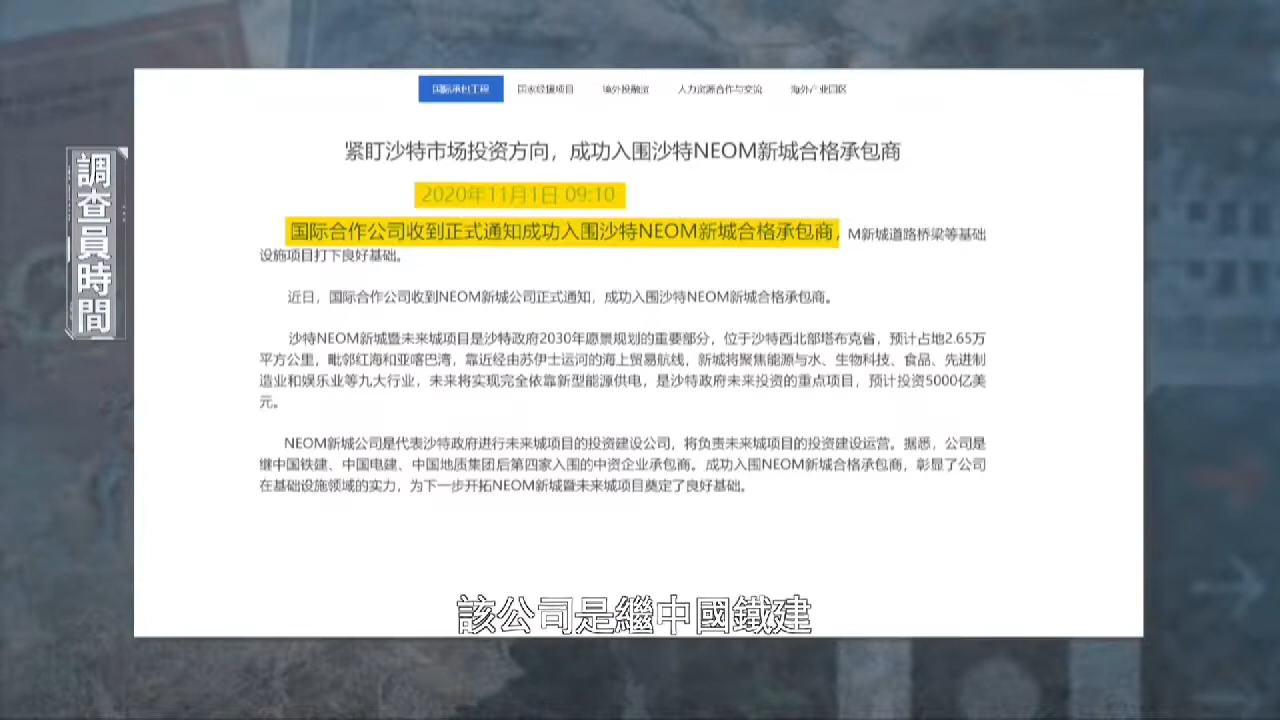 国际承包工程 国家经援项目 境外投融资 人力资源合作与交流 海外产业园区
紧盯沙特市场投资方向，成功入围沙特NEOM新城合格承包商
2020年11月1日 09:10
国际合作公司收到正式通知成功入围沙特NEOM新城合格承包商，M新城道路桥梁等基础
设施项目打下良好基础。
近日，国际合作公司收到NEOM新城公司正式通知，成功入围沙特NEOM新城合格承包商。
沙特NEOM新城暨未来城项目是沙特政府2030年愿景规划的重要部分，位于沙特西北部塔布克省，预计占地2.65万
平方公里，毗邻红海和亚喀巴湾，靠近经由苏伊士运河的海上贸易航线，新城将聚焦能源与水、生物科技、食品、先进制
造业和娱乐业等九大行业，未来将实现完全依靠新型能源供电，是沙特政府未来投资的重点项目，预计投资5000亿美
元。
NEOM新城公司是代表沙特政府进行未来城项目的投资建设公司，将负责未来城项目的投资建设运营。据悉，公司是
继中国铁建、中国电建、中国地质集团后第四家入围的中资企业承包商。成功入围NEOM新城合格承包商，彰显了公司
在基础设施领域的实力，为下一步开拓NEOM新城暨未来城项目奠定了良好基础。
調查員時間
該公司是繼中國鐵建